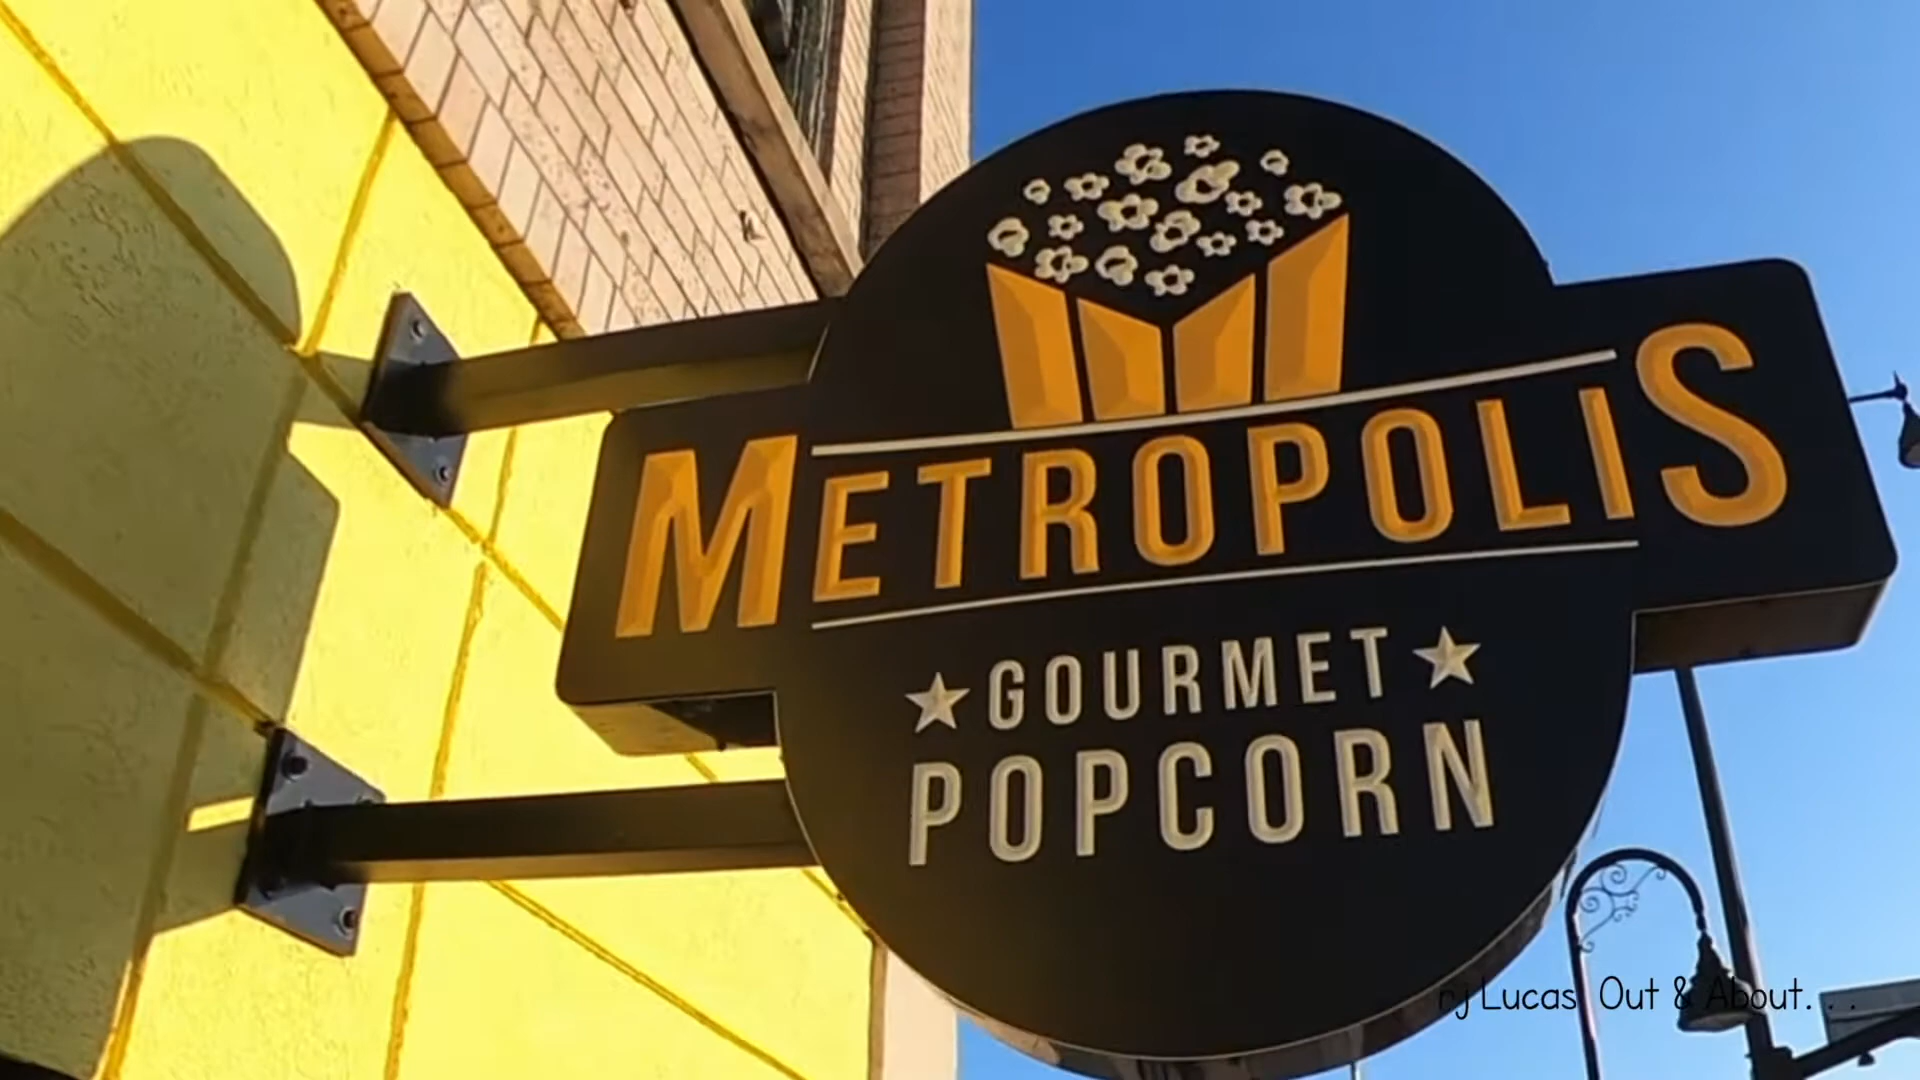 METROPOLIS
GOURMET
POPCORN
rj Lucas Out & About. . .